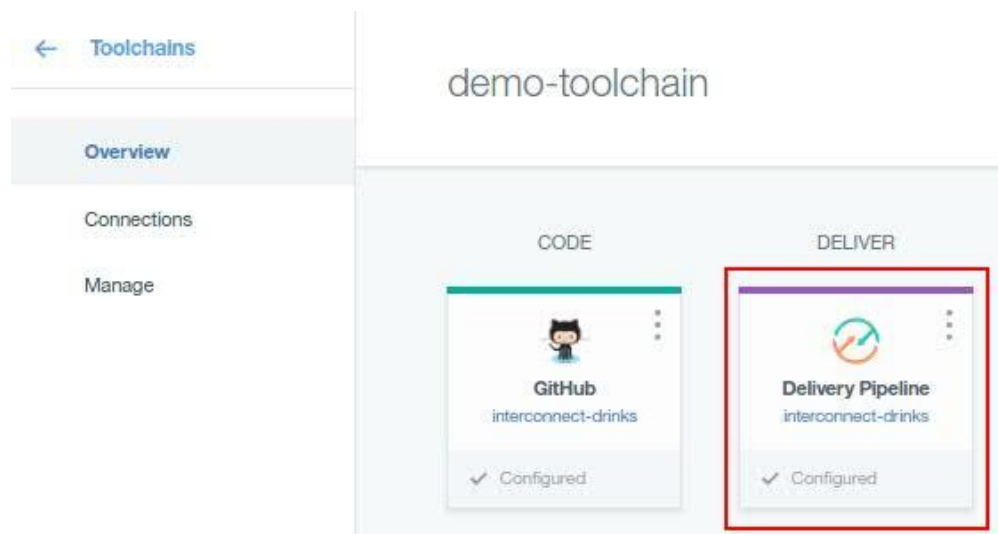 ← Toolchains
Overview
Connections
Manage
demo-toolchain
CODE
GitHub
interconnect-drinks
✓ Configured
DELIVER
Delivery Pipeline
interconnect-drinks
✓ Configured